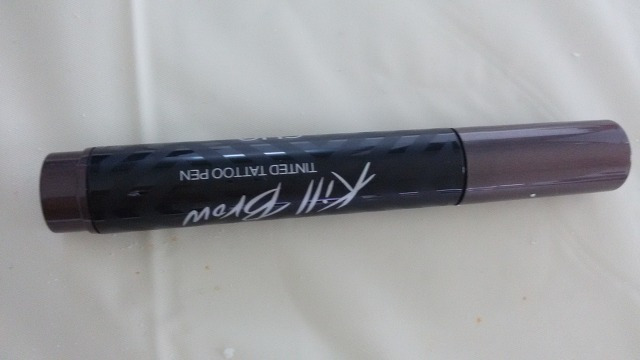 Kill Brow
TINTED TATTOO PEN